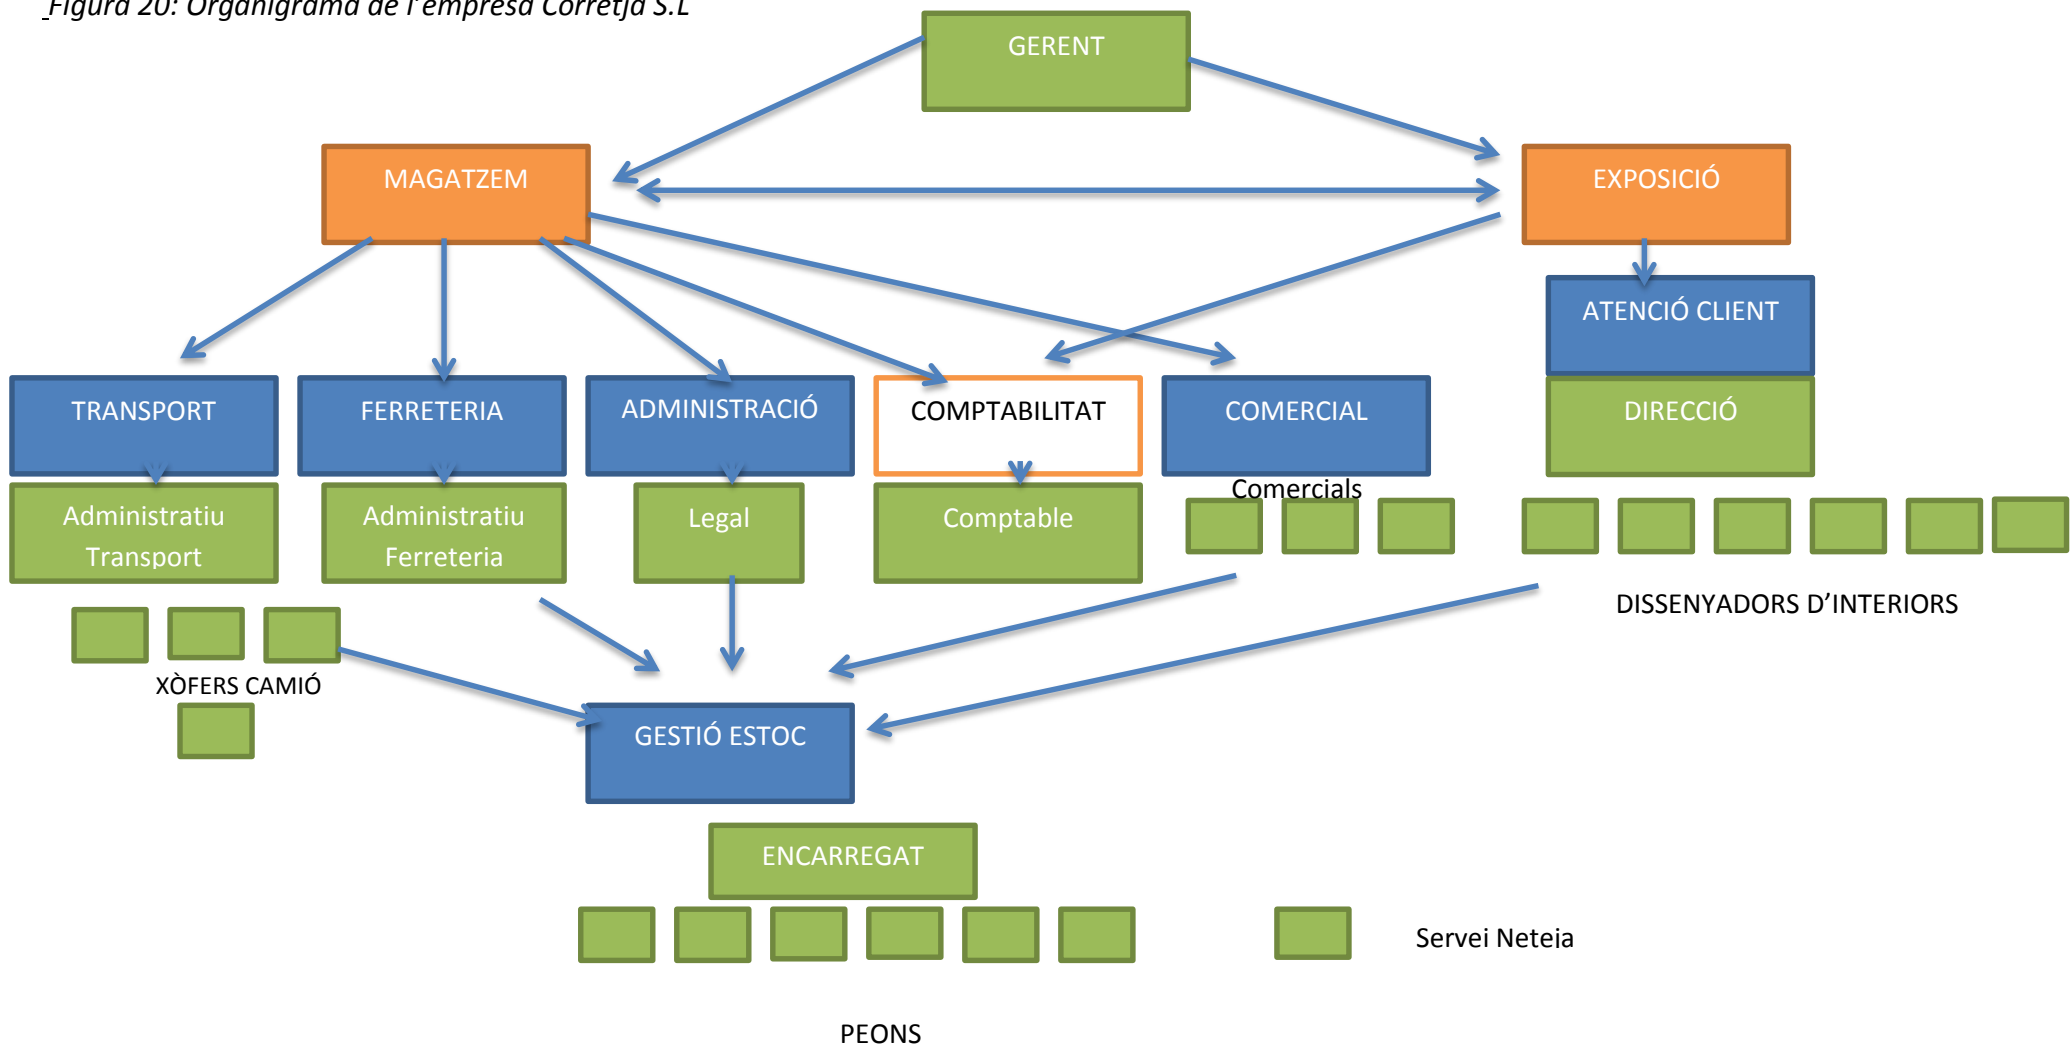 Figura 20: Organigrama de l'empresa Corretja S.L
GERENT
MAGATZEM
EXPOSICIÓ
ATENCIÓ CLIENT
TRANSPORT
FERRETERIA
ADMINISTRACIÓ
COMPTABILITAT
COMERCIAL
DIRECCIÓ
Comercials
Administratiu
Transport
Administratiu
Ferreteria
Legal
Comptable
DISSENYADORS D’INTERIORS
XÒFERS CAMIÓ
GESTIÓ ESTOC
ENCARREGAT
Servei Neteja
PEONS